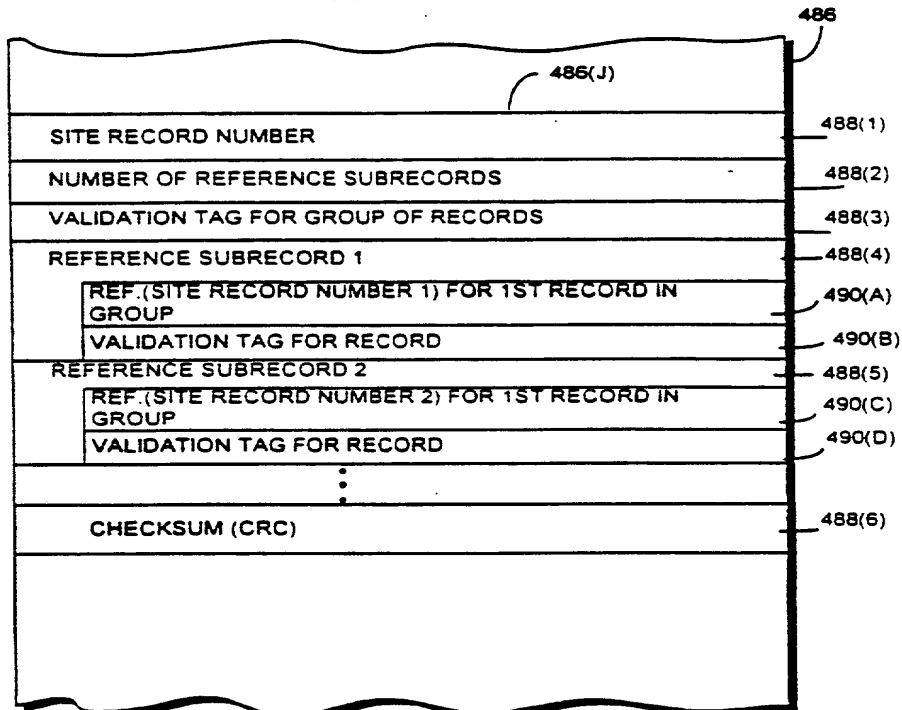 486
486(J)
SITE RECORD NUMBER 488(1)
NUMBER OF REFERENCE SUBRECORDS 488(2)
VALIDATION TAG FOR GROUP OF RECORDS 488(3)
REFERENCE SUBRECORD 1 488(4)
REF.(SITE RECORD NUMBER 1) FOR 1ST RECORD IN 490(A)
GROUP
VALIDATION TAG FOR RECORD 490(B)
REFERENCE SUBRECORD 2 488(5)
REF.(SITE RECORD NUMBER 2) FOR 1ST RECORD IN 490(C)
GROUP
VALIDATION TAG FOR RECORD 490(D)
CHECKSUM (CRC) 488(6)